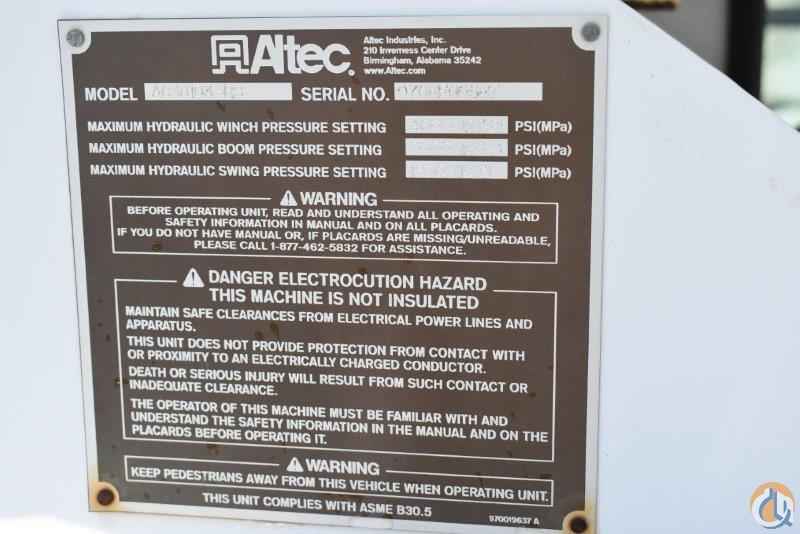 Altec
Altec Industries, Inc.
210 Inverness Center Drive
Birmingham, Alabama 35242
www.Altec.com
MODEL SERIAL NO.
MAXIMUM HYDRAULIC WINCH PRESSURE SETTING PSI(MPa)
MAXIMUM HYDRAULIC BOOM PRESSURE SETTING PSI(MPa)
MAXIMUM HYDRAULIC SWING PRESSURE SETTING PSI(MPa)
WARNING
BEFORE OPERATING UNIT, READ AND UNDERSTAND ALL OPERATING AND
SAFETY INFORMATION IN MANUAL AND ON ALL PLACARDS.
IF YOU DO NOT HAVE MANUAL OR, IF PLACARDS ARE MISSING/UNREADABLE,
PLEASE CALL 1-877-462-5832 FOR ASSISTANCE.
DANGER ELECTROCUTION HAZARD
THIS MACHINE IS NOT INSULATED
MAINTAIN SAFE CLEARANCES FROM ELECTRICAL POWER LINES AND
APPARATUS.
THIS UNIT DOES NOT PROVIDE PROTECTION FROM CONTACT WITH
OR PROXIMITY TO AN ELECTRICALLY CHARGED CONDUCTOR.
DEATH OR SERIOUS INJURY WILL RESULT FROM SUCH CONTACT OR
INADEQUATE CLEARANCE.
THE OPERATOR OF THIS MACHINE MUST BE FAMILIAR WITH AND
UNDERSTAND THE SAFETY INFORMATION IN THE MANUAL AND ON THE
PLACARDS BEFORE OPERATING IT.
WARNING
KEEP PEDESTRIANS AWAY FROM THIS VEHICLE WHEN OPERATING UNIT.
THIS UNIT COMPLIES WITH ASME B30.5
970019637 A